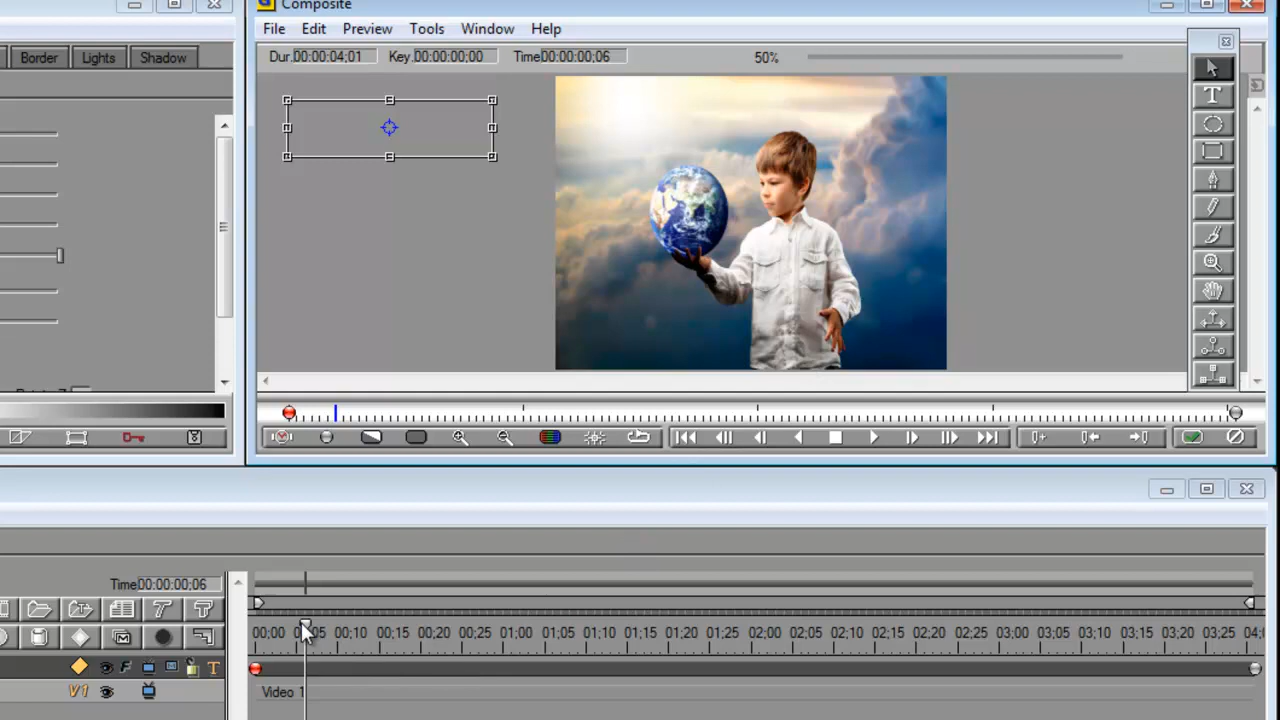 Composite
Border Lights Shadow
File Edit Preview Tools Window Help
Dur.00:00:04;01 Key.00:00:00;00 Time00:00:00;06 50%
Time00:00:00;06
00;00 00;10 00;15 00;20 00;25 01:00 01:05 01:10 01:15 01:20 01:25 02:00 02:05 02:10 02:15 02:20 02:25 03:00 03:05 03;10 03;15 03:20 03:25
V1 Video 1